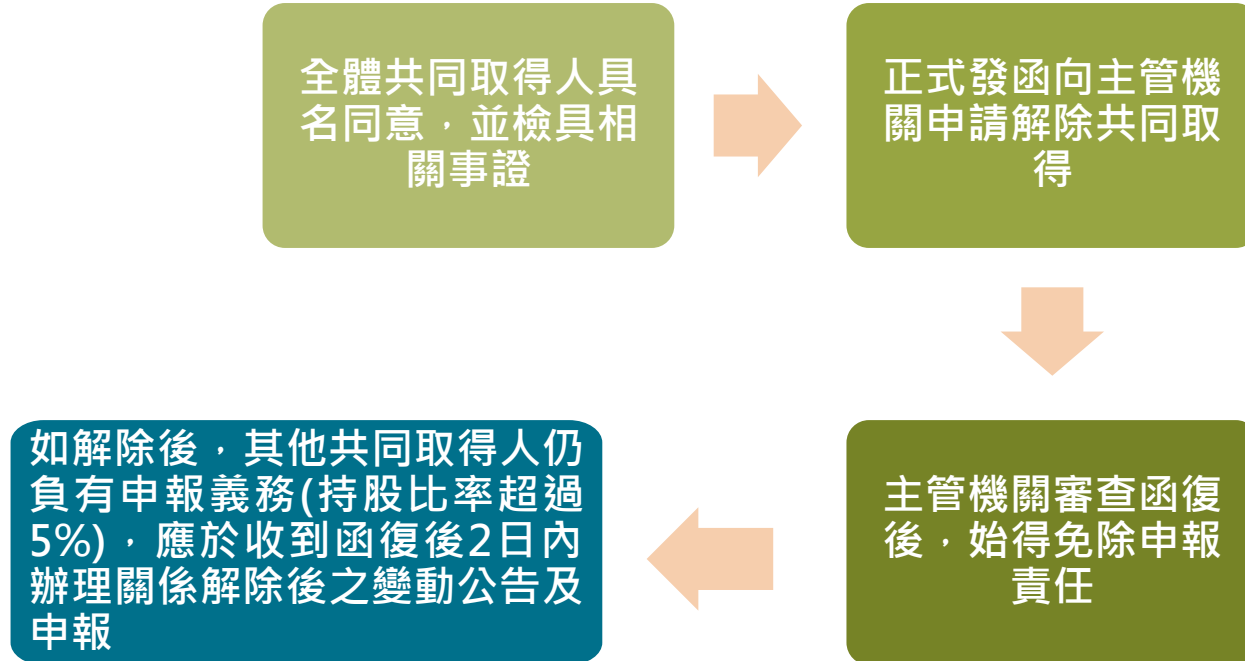 全體共同取得人具
名同意，並檢具相
關事證
正式發函向主管機
關申請解除共同取
得
主管機關審查函復
後，始得免除申報
責任
如解除後，其他共同取得人仍
負有申報義務(持股比率超過
5%)，應於收到函復後2日內
辦理關係解除後之變動公告及
申報